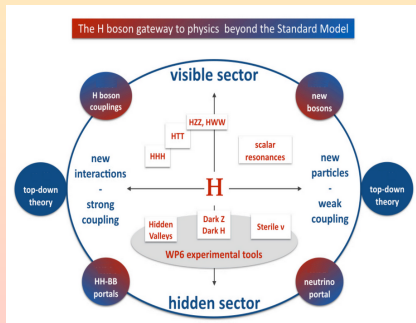 The H boson gateway to physics beyond the Standard Model
visible sector
H boson
couplings
new
bosons
HZZ, HWW
HTT
HHH
scalar
resonances
new
interactions
-
strong
coupling
new
particles
-
weak
coupling
top-down
theory
H
top-down
theory
Hidden
Valleys
Dark Z
Dark H
Sterile ν
WP6 experimental tools
HH-BB
portals
neutrino
portal
hidden sector